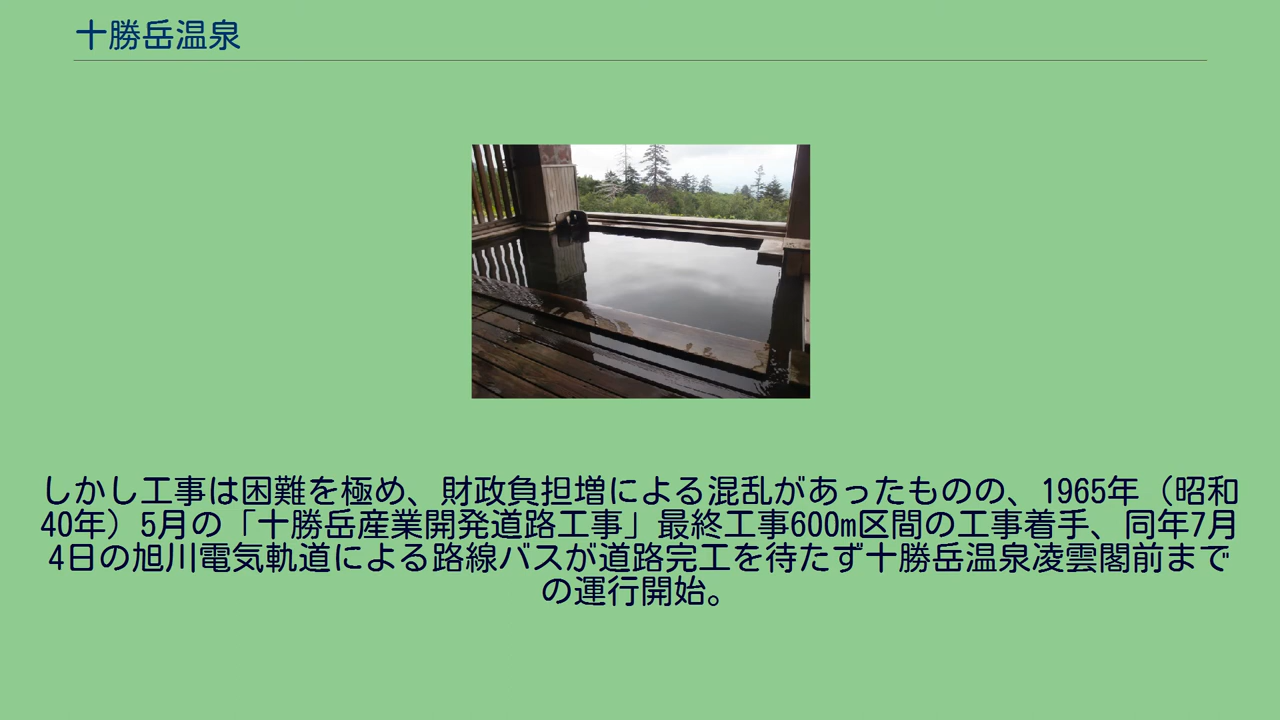 十勝岳温泉
しかし工事は困難を極め、財政負担増による混乱があったものの、1965年（昭和
40年）5月の「十勝岳産業開発道路工事」最終工事600m区間の工事着手、同年7月
4日の旭川電気軌道による路線バスが道路完工を待たず十勝岳温泉凌雲閣前まで
の運行開始。